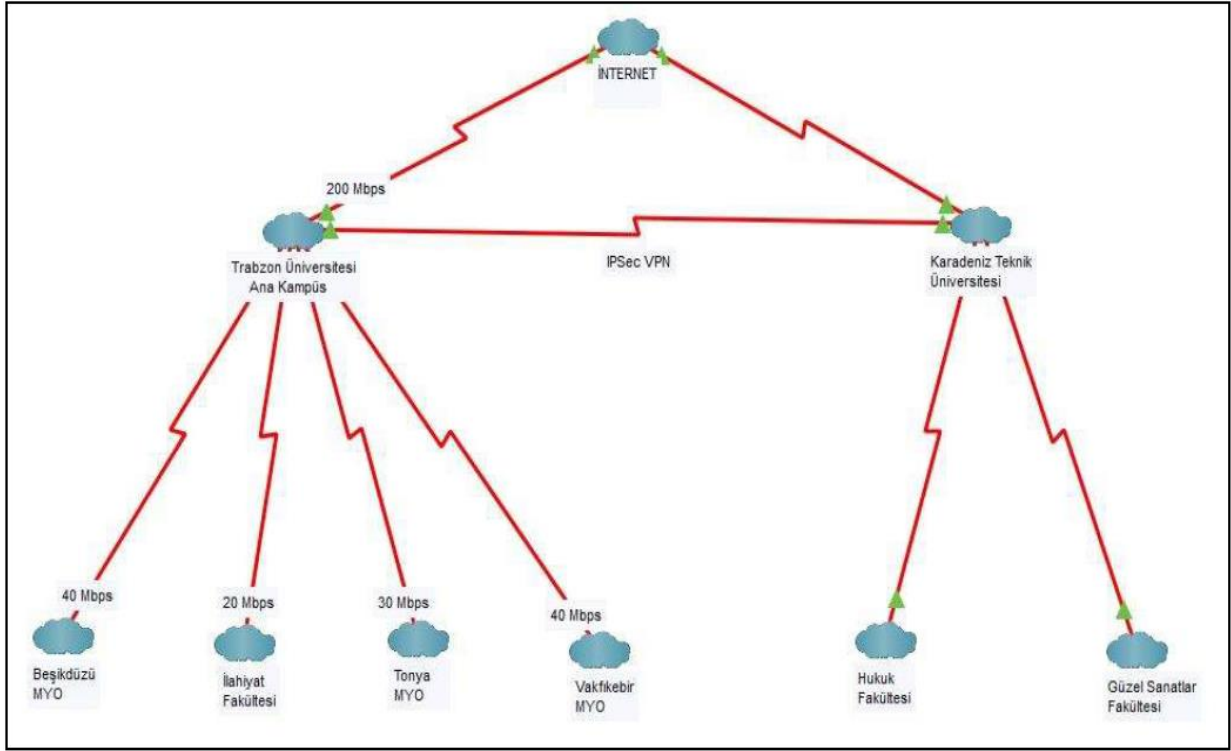 İNTERNET
200 Mbps
Trabzon Üniversitesi
Ana Kampüs
IPSec VPN
Karadeniz Teknik
Üniversitesi
40 Mbps
20 Mbps
30 Mbps
40 Mbps
Beşikdüzü
MYO
İlahiyat
Fakültesi
Tonya
MYO
Vakfıkebir
MYO
Hukuk
Fakültesi
Güzel Sanatlar
Fakültesi